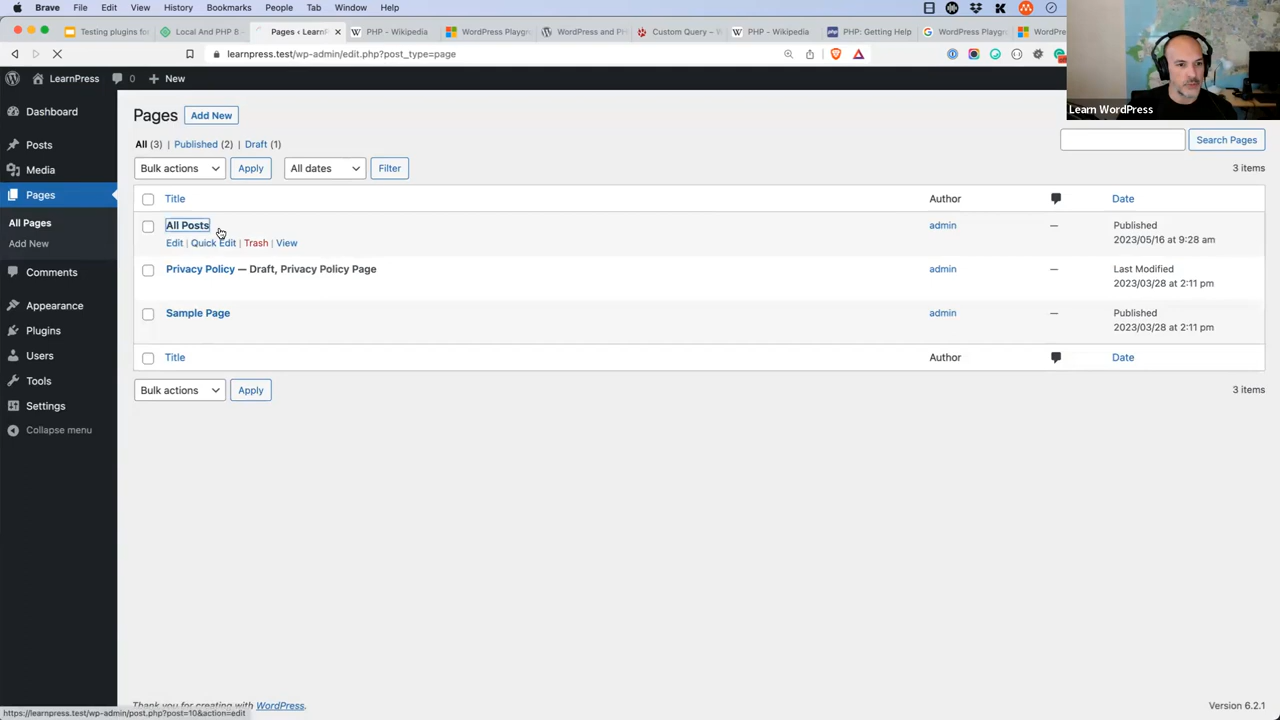 Brave File Edit View History Bookmarks People Tab Window Help
Testing plugins for
Local And PHP 8 -
Pages ‹ LearnP
PHP - Wikipedia
WordPress Playgr
WordPress and PH
Custom Query – W
PHP - Wikipedia
PHP: Getting Help
WordPress Playgr
WordPre
learnpress.test/wp-admin/edit.php?post_type=page
LearnPress 0 New
Learn WordPress
Dashboard
Posts
Media
Pages
All Pages
Add New
Comments
Appearance
Plugins
Users
Tools
Settings
Collapse menu
Pages Add New
All (3) | Published (2) | Draft (1)
Search Pages
Bulk actions Apply All dates Filter
3 items
Title Author Date
All Posts admin — Published
2023/05/16 at 9:28 am
Edit | Quick Edit | Trash | View
Privacy Policy — Draft, Privacy Policy Page admin — Last Modified
2023/03/28 at 2:11 pm
Sample Page admin — Published
2023/03/28 at 2:11 pm
Title Author Date
Bulk actions Apply
3 items
Thank you for creating with WordPress.
Version 6.2.1
https://learnpress.test/wp-admin/post.php?post=10&action=edit